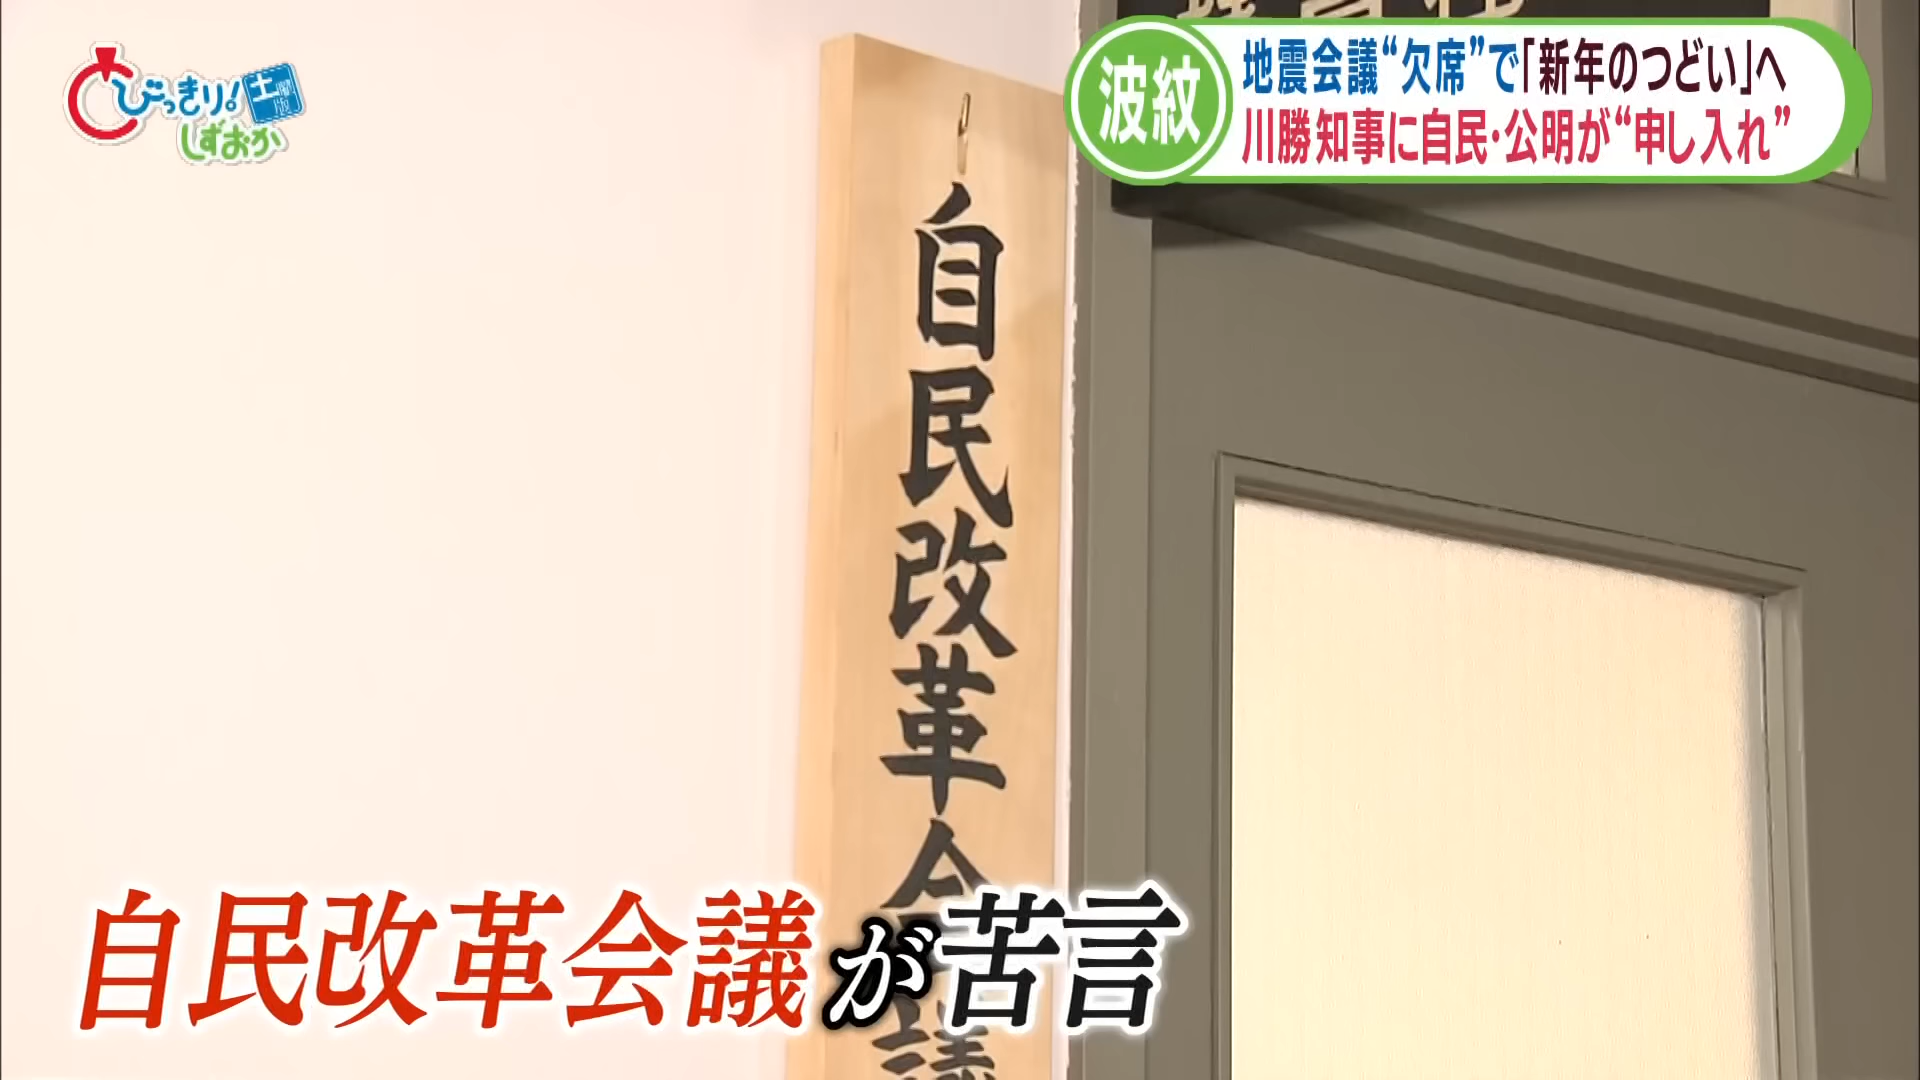 とびっきり!
しずおか
土曜版
波紋
地震会議“欠席”で「新年のつどい」へ
川勝知事に自民・公明が“申し入れ”
自民改革会議
自民改革会議が苦言